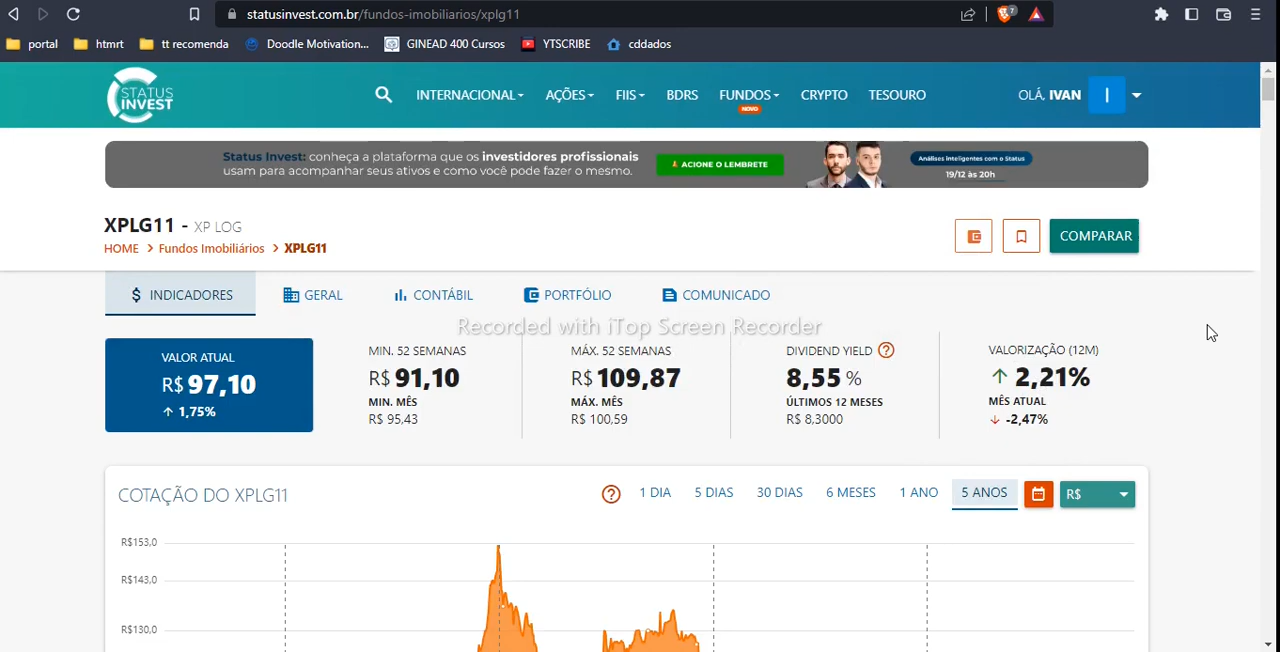 statusinvest.com.br/fundos-imobiliarios/xplg11
7
portal
htmrt
tt recomenda
Doodle Motivation...
GINEAD 400 Cursos
YTSCRIBE
cddados
STATUS
INVEST
INTERNACIONAL
AÇÕES
FIIS
BDRS
FUNDOS
NOVO
CRYPTO
TESOURO
OLÁ, IVAN
I
Status Invest: conheça a plataforma que os investidores profissionais
usam para acompanhar seus ativos e como você pode fazer o mesmo.
ACIONE O LEMBRETE
Análises Inteligentes com o Status
19/12 às 20h
XPLG11 - XP LOG
HOME > Fundos Imobiliários > XPLG11
COMPARAR
$ INDICADORES
GERAL
CONTÁBIL
PORTFÓLIO
COMUNICADO
Recorded with iTop Screen Recorder
VALOR ATUAL
R$ 97,10
↑ 1,75%
MIN. 52 SEMANAS
R$ 91,10
MIN. MÊS
R$ 95,43
MÁX. 52 SEMANAS
R$ 109,87
MÁX. MÊS
R$ 100,59
DIVIDEND YIELD ?
8,55 %
ÚLTIMOS 12 MESES
R$ 8,3000
VALORIZAÇÃO (12M)
↑ 2,21%
MÊS ATUAL
↓ -2,47%
COTAÇÃO DO XPLG11
?
1 DIA
5 DIAS
30 DIAS
6 MESES
1 ANO
5 ANOS
R$
R$153,0
R$143,0
R$130,0